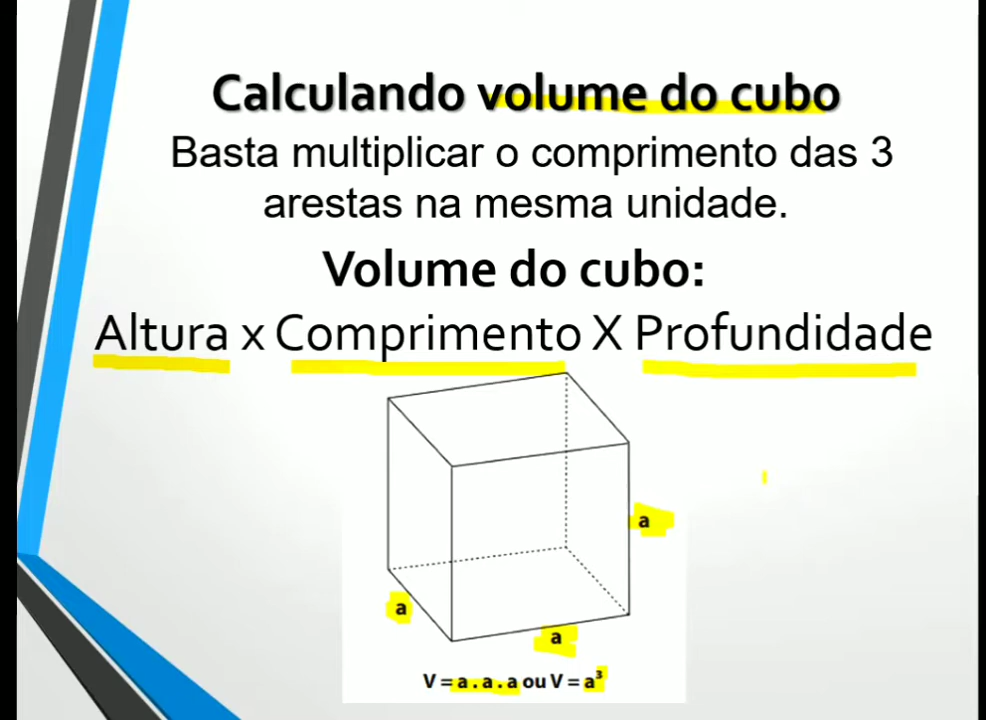 Calculando volume do cubo
Basta multiplicar o comprimento das 3
arestas na mesma unidade.
Volume do cubo:
Altura x Comprimento X Profundidade
a
a
a
V = a . a . a ou V = a³